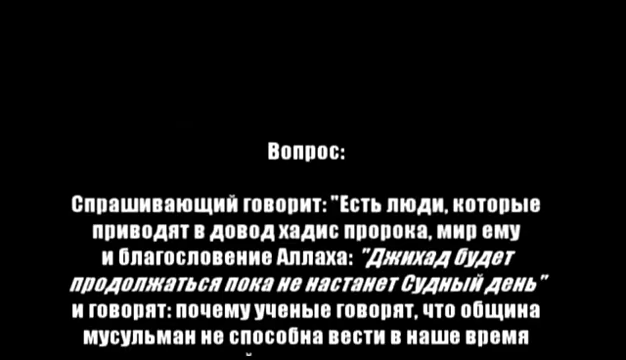 Вопрос:
Спрашивающий говорит: "Есть люди, которые
приводят в довод хадис пророка, мир ему
и благословение Аллаха: "Джихад будет
продолжаться пока не настанет Судный день"
и говорят: почему ученые говорят, что община
мусульман не способна вести в наше время